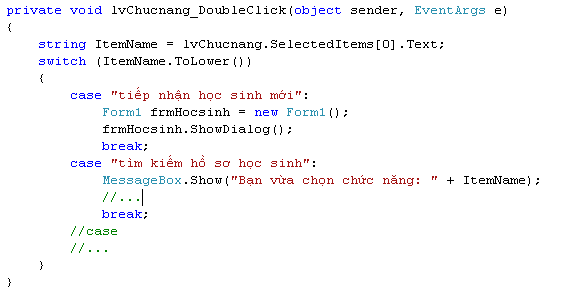 private void lvChucnang_DoubleClick(object sender, EventArgs e)
{
    string ItemName = lvChucnang.SelectedItems[0].Text;
    switch (ItemName.ToLower())
    {
        case "tiếp nhận học sinh mới":
            Form1 frmHocsinh = new Form1();
            frmHocsinh.ShowDialog();
            break;
        case "tìm kiếm hồ sơ học sinh":
            MessageBox.Show("Bạn vừa chọn chức năng: " + ItemName);
            //...
            break;
        //case
        //...
    }
}